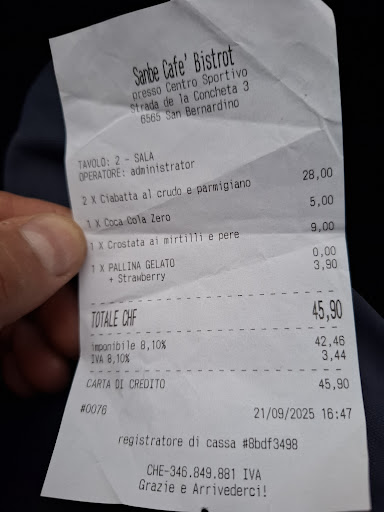 Sanbe Cafe' Bistrot
presso Centro Sportivo
Strada de la Concheta 3
6565 San Bernardino
TAVOLO: 2 - SALA
OPERATORE: administrator
2 X Ciabatta al crudo e parmigiano 28,00
1 X Coca Cola Zero 5,00
1 X Crostata ai mirtilli e pere 9,00
1 X PALLINA GELATO 0,00
+ Strawberry 3,90
TOTALE CHF 45,90
imponibile 8,10% 42,46
IVA 8,10% 3,44
CARTA DI CREDITO 45,90
#0076 21/09/2025 16:47
registratore di cassa #8bdf3498
CHE-346.849.881 IVA
Grazie e Arrivederci!